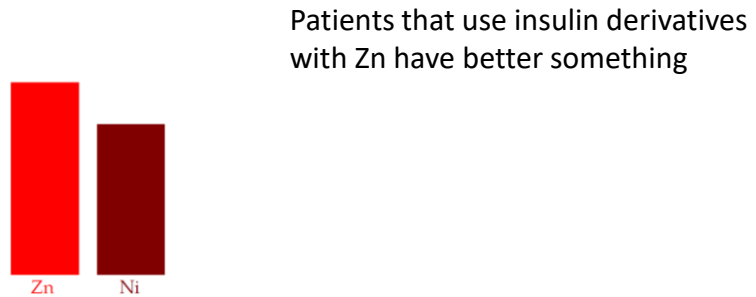 Patients that use insulin derivatives
with Zn have better something
Zn
Ni